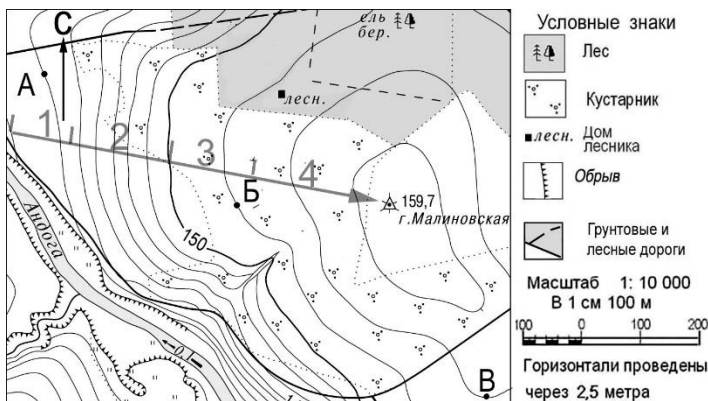 ель
бер.
С
А
лесн.
1
2
3
1
4
Б
159,7
г.Малиновская
150
Андога
0,1
В
Условные знаки
Лес
Кустарник
лесн. Дом
лесника
Обрыв
Грунтовые и
лесные дороги
Масштаб 1: 10 000
В 1 см 100 м
100 0 100 200
Горизонтали проведены
через 2,5 метра